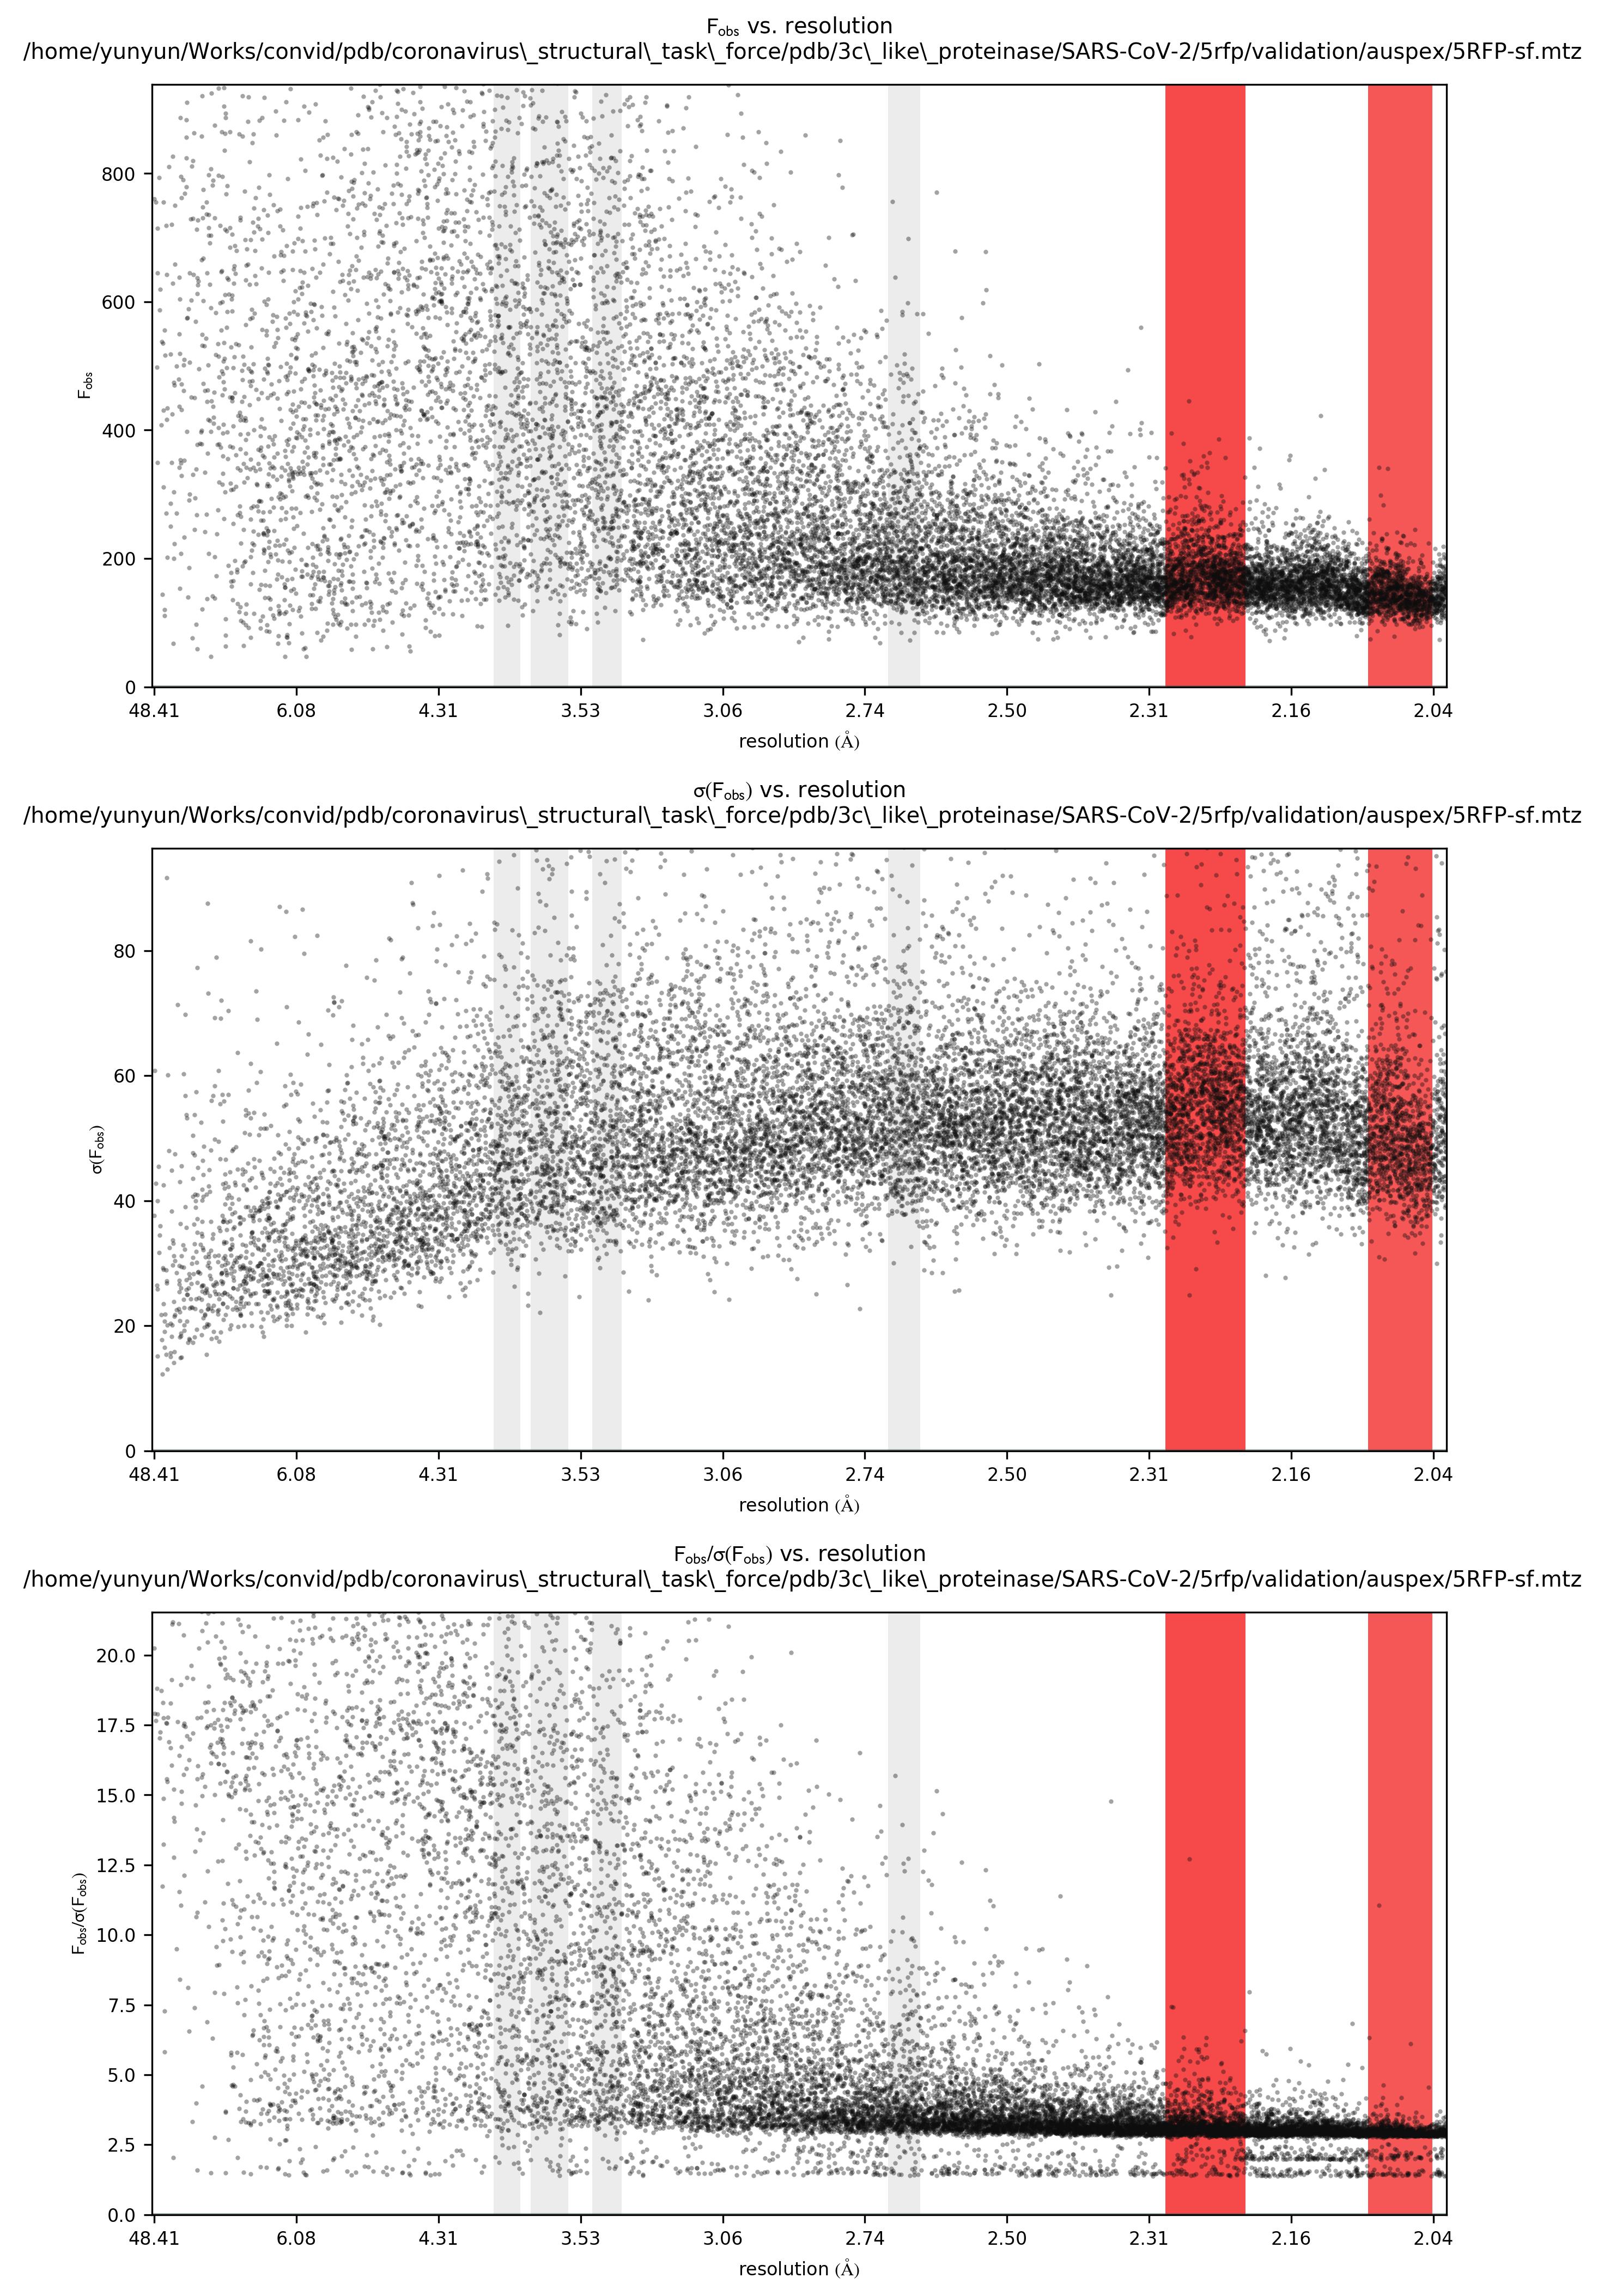 Fobs vs. resolution
/home/yunyun/Works/convid/pdb/coronavirus\_structural\_task\_force/pdb/3c\_like\_proteinase/SARS-CoV-2/5rfp/validation/auspex/5RFP-sf.mtz
800
600
400
200
0
Fobs
48.41 6.08 4.31 3.53 3.06 2.74 2.50 2.31 2.16 2.04
resolution (Å)
σ(Fobs) vs. resolution
/home/yunyun/Works/convid/pdb/coronavirus\_structural\_task\_force/pdb/3c\_like\_proteinase/SARS-CoV-2/5rfp/validation/auspex/5RFP-sf.mtz
80
60
40
20
0
σ(Fobs)
48.41 6.08 4.31 3.53 3.06 2.74 2.50 2.31 2.16 2.04
resolution (Å)
Fobs/σ(Fobs) vs. resolution
/home/yunyun/Works/convid/pdb/coronavirus\_structural\_task\_force/pdb/3c\_like\_proteinase/SARS-CoV-2/5rfp/validation/auspex/5RFP-sf.mtz
20.0
17.5
15.0
12.5
10.0
7.5
5.0
2.5
0.0
Fobs/σ(Fobs)
48.41 6.08 4.31 3.53 3.06 2.74 2.50 2.31 2.16 2.04
resolution (Å)